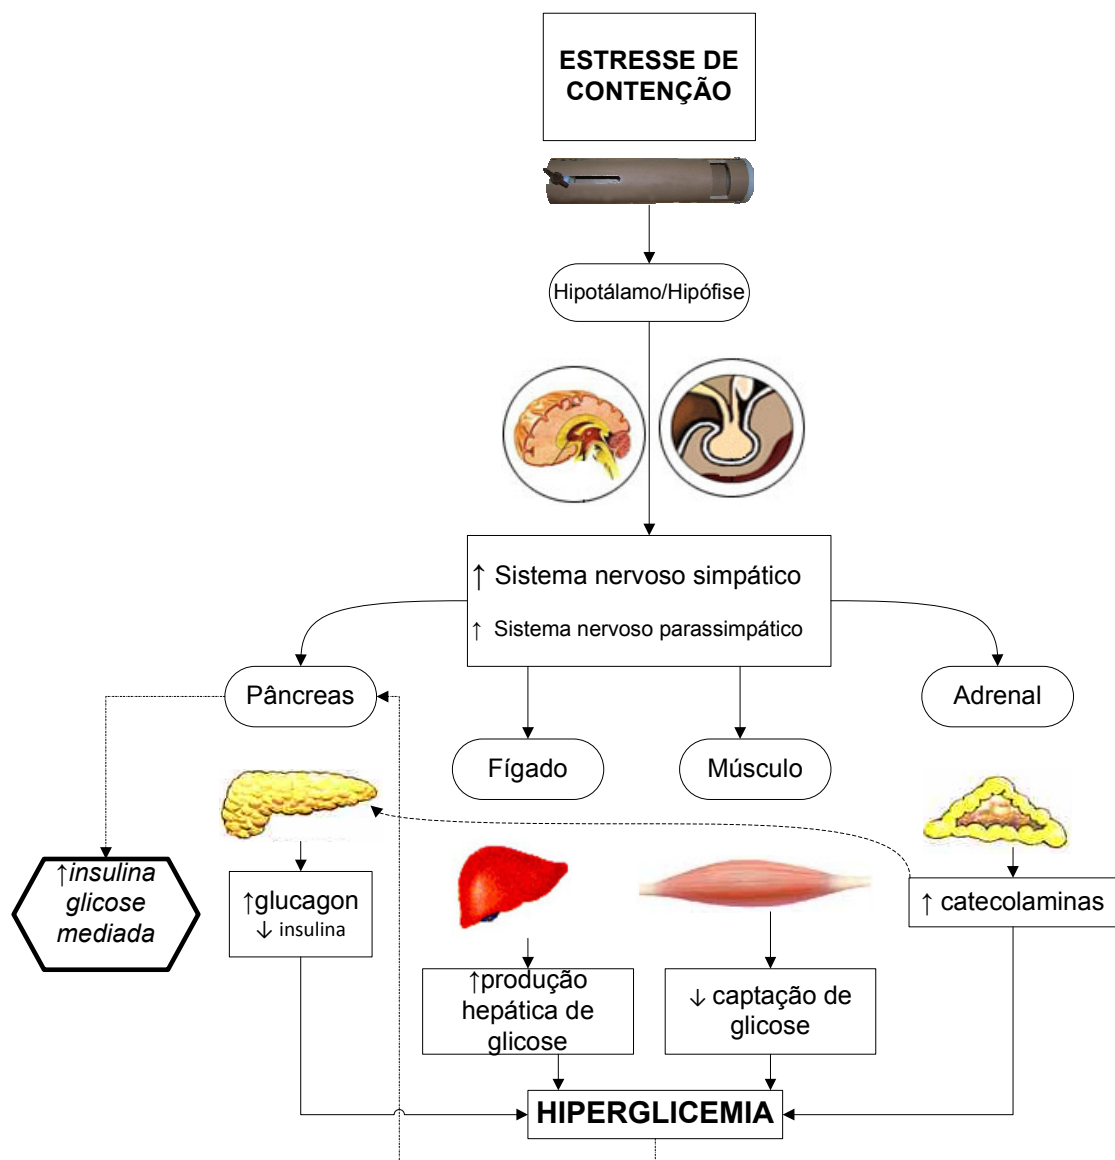 ESTRESSE DE
CONTENÇÃO
Hipotálamo/Hipófise
↑ Sistema nervoso simpático
↑ Sistema nervoso parassimpático
Pâncreas
Adrenal
Fígado
Músculo
↑insulina
glicose
mediada
↑glucagon
↓ insulina
↑ catecolaminas
↑produção
hepática de
glicose
↓ captação de
glicose
HIPERGLICEMIA